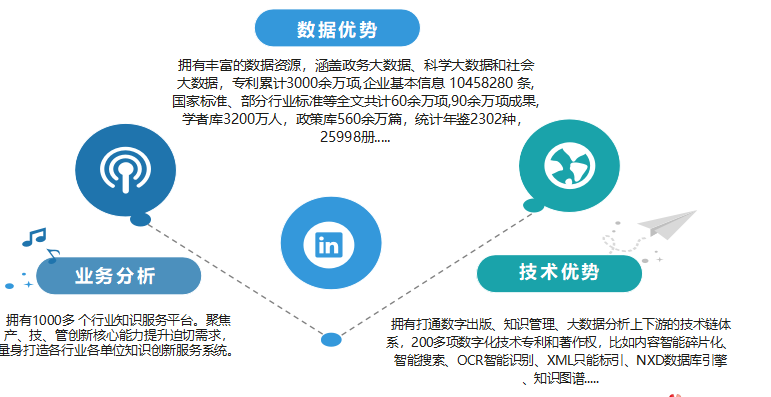 数据优势
拥有丰富的数据资源，涵盖政务大数据、科学大数据和社会
大数据，专利累计3000余万项,企业基本信息 10458280 条,
国家标准、部分行业标准等全文共计60余万项,90余万项成果,
学者库3200万人，政策库560余万篇，统计年鉴2302种，
25998册.....
in
业务分析
拥有1000多 个行业知识服务平台。聚焦
产、技、管创新核心能力提升迫切需求，
量身打造各行业各单位知识创新服务系统。
技术优势
拥有打通数字出版、知识管理、大数据分析上下游的技术链体
系，200多项数字化技术专利和著作权，比如内容智能碎片化、
智能搜索、OCR智能识别、XML只能标引、NXD数据库引擎
、知识图谱.....